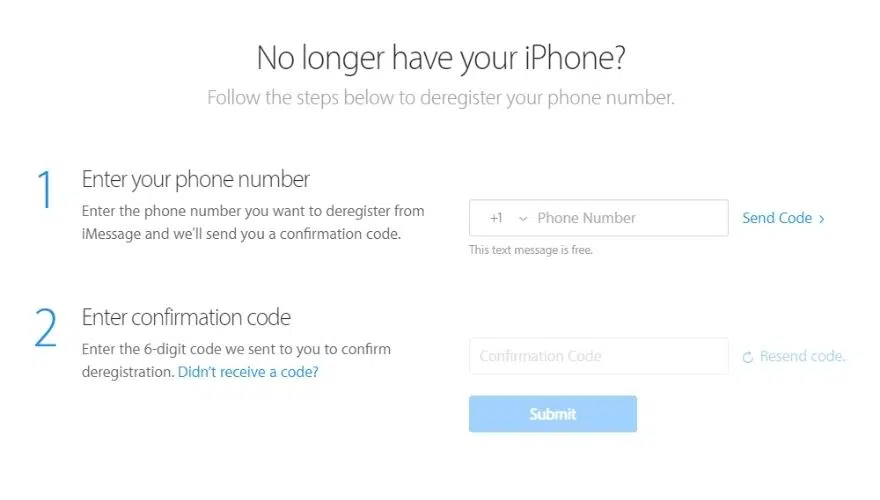 No longer have your iPhone?
Follow the steps below to deregister your phone number.
1
Enter your phone number
Enter the phone number you want to deregister from
iMessage and we'll send you a confirmation code.
+1 Phone Number
Send Code
This text message is free.
2
Enter confirmation code
Enter the 6-digit code we sent to you to confirm
deregistration. Didn't receive a code?
Confirmation Code
Resend code.
Submit